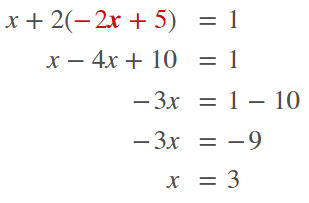 x + 2(−2x + 5) = 1
x − 4x + 10 = 1
−3x = 1 − 10
−3x = −9
x = 3